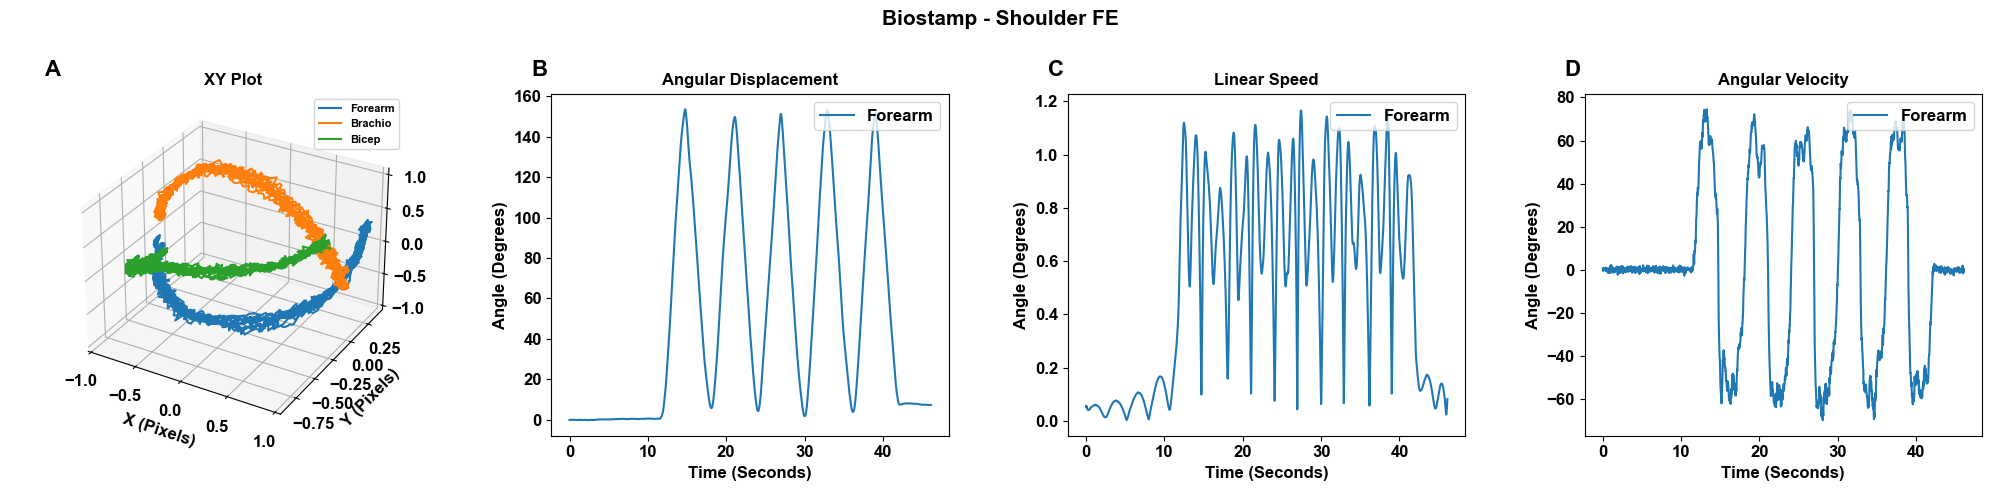 Biostamp - Shoulder FE
A
XY Plot
Forearm
Brachio
Bicep
1.0
0.5
0.0
−0.5
−1.0
0.25
0.00
−0.25
−0.50
−0.75
Y (Pixels)
−1.0
−0.5
0.0
0.5
1.0
X (Pixels)
B
Angular Displacement
Forearm
160
140
120
100
80
60
40
20
0
Angle (Degrees)
0 10 20 30 40
Time (Seconds)
C
Linear Speed
Forearm
1.2
1.0
0.8
0.6
0.4
0.2
0.0
Angle (Degrees)
0 10 20 30 40
Time (Seconds)
D
Angular Velocity
Forearm
80
60
40
20
0
−20
−40
−60
Angle (Degrees)
0 10 20 30 40
Time (Seconds)